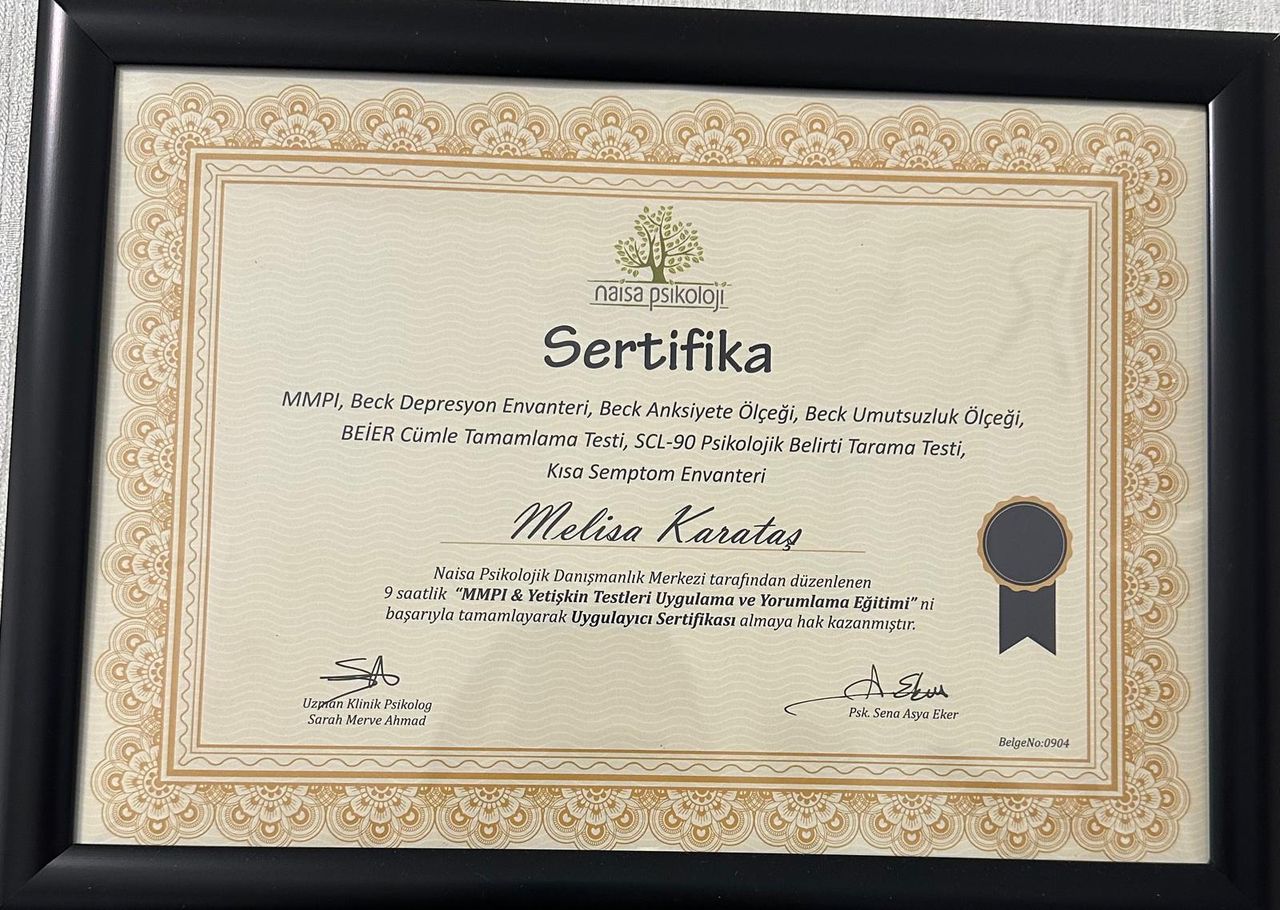 naisa psikoloji
Sertifika
MMPI, Beck Depresyon Envanteri, Beck Anksiyete Ölçeği, Beck Umutsuzluk Ölçeği,
BEİER Cümle Tamamlama Testi, SCL-90 Psikolojik Belirti Tarama Testi,
Kısa Semptom Envanteri
Melisa Karataş
Naisa Psikolojik Danışmanlık Merkezi tarafından düzenlenen
9 saatlik "MMPI & Yetişkin Testleri Uygulama ve Yorumlama Eğitimi" ni
başarıyla tamamlayarak Uygulayıcı Sertifikası almaya hak kazanmıştır.
SA
Uzman Klinik Psikolog
Sarah Merve Ahmad
A Eker
Psk. Sena Asya Eker
BelgeNo:0904